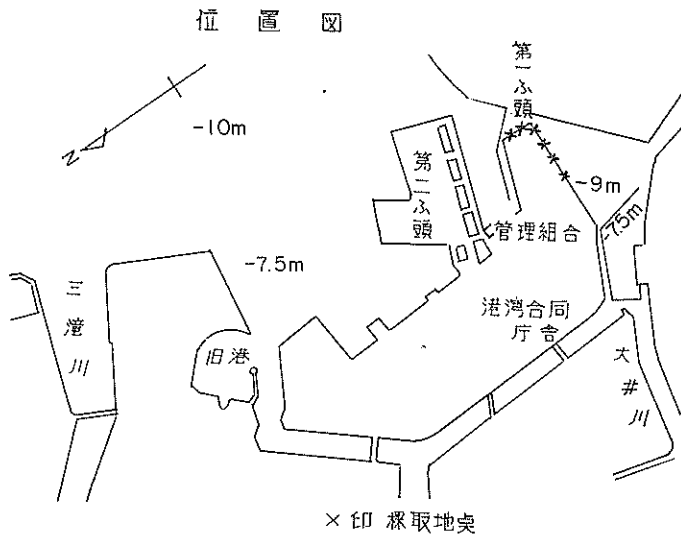 位置図
第一ふ頭
-10m
N
第二ふ頭
-9m
-7.5m
管理組合
-7.5m
三滝川
港湾合同
庁舎
旧港
大井川
×印 採取地点